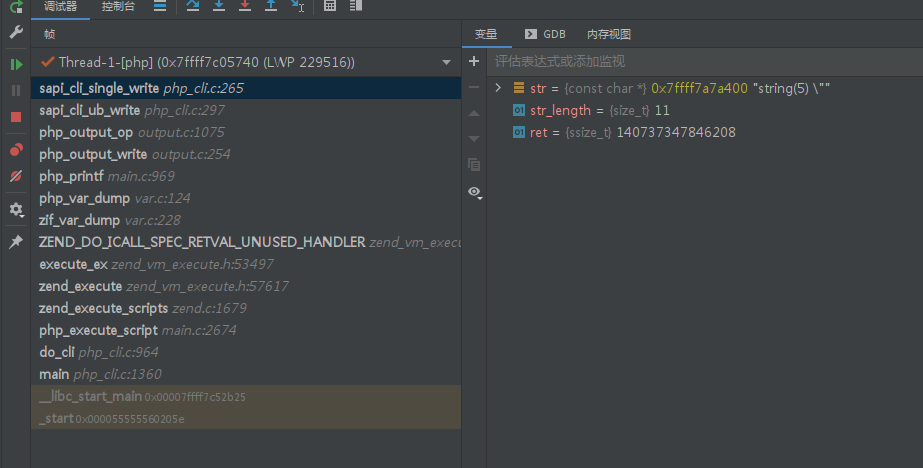 调试器 控制台
帧
Thread-1-[php] (0x7ffff7c05740 (LWP 229516))
sapi_cli_single_write php_cli.c:265
sapi_cli_ub_write php_cli.c:297
php_output_op output.c:1075
php_output_write output.c:254
php_printf main.c:969
php_var_dump var.c:124
zif_var_dump var.c:228
ZEND_DO_ICALL_SPEC_RETVAL_UNUSED_HANDLER zend_vm_execu
execute_ex zend_vm_execute.h:53497
zend_execute zend_vm_execute.h:57617
zend_execute_scripts zend.c:1679
php_execute_script main.c:2674
do_cli php_cli.c:964
main php_cli.c:1360
__libc_start_main 0x00007ffff7c52b25
_start 0x000055555560205e
变量 GDB 内存视图
评估表达式或添加监视
str = {const char *} 0x7ffff7a7a400 "string(5) \""
str_length = {size_t} 11
ret = {ssize_t} 140737347846208